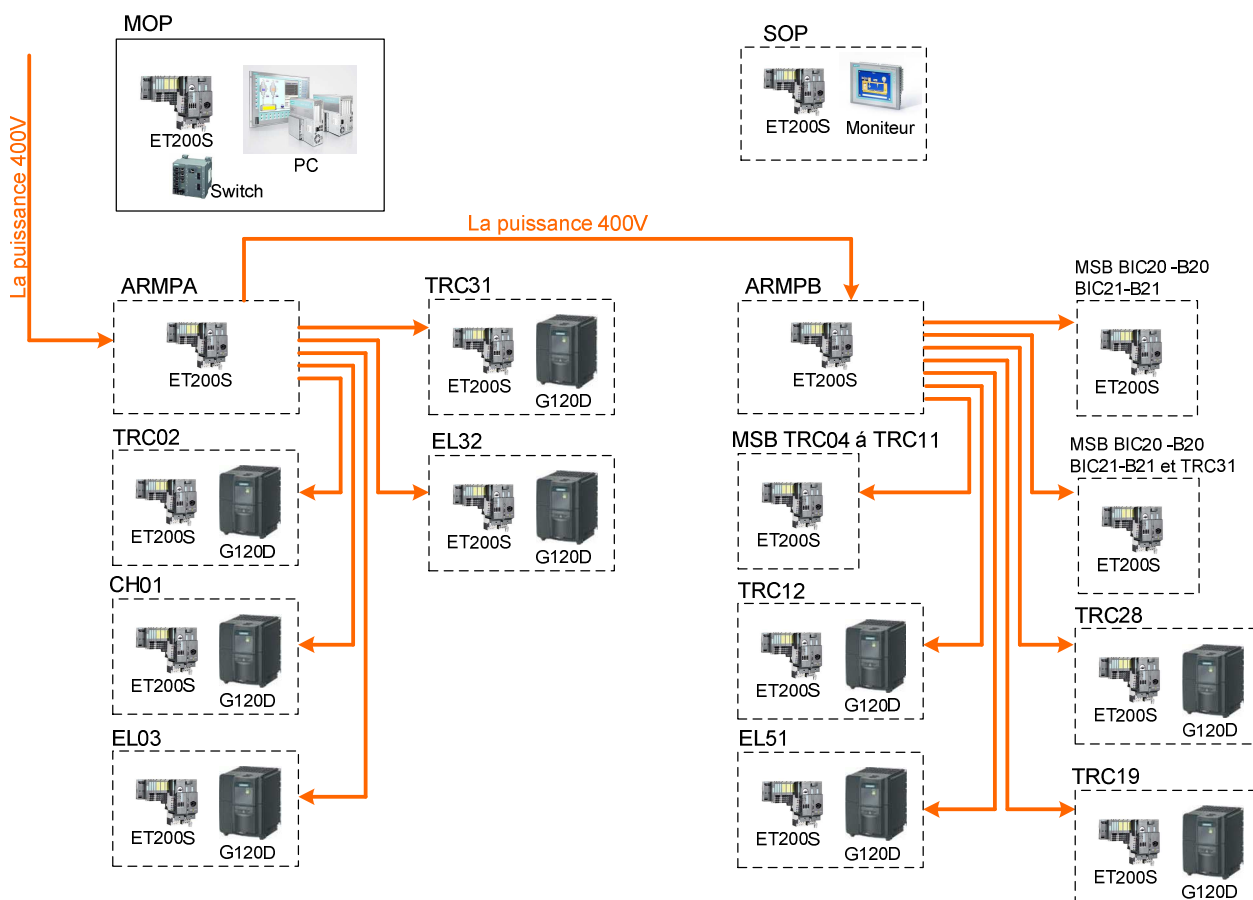 MOP
ET200S
PC
Switch
SOP
ET200S
Moniteur
La puissance 400V
La puissance 400V
ARMPA
ET200S
TRC31
ET200S
G120D
TRC02
ET200S
G120D
EL32
ET200S
G120D
CH01
ET200S
G120D
EL03
ET200S
G120D
ARMPB
ET200S
MSB BIC20 -B20
BIC21-B21
ET200S
MSB TRC04 á TRC11
ET200S
MSB BIC20 -B20
BIC21-B21 et TRC31
ET200S
TRC12
ET200S
G120D
TRC28
ET200S
G120D
EL51
ET200S
G120D
TRC19
ET200S
G120D